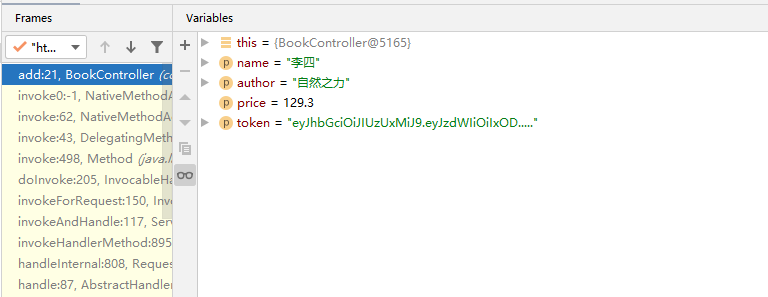 Frames
Variables
"ht...
add:21, BookController (co
invoke0:-1, NativeMethodA
invoke:62, NativeMethodAc
invoke:43, DelegatingMeth
invoke:498, Method (java.l
doInvoke:205, InvocableHa
invokeForRequest:150, Invo
invokeAndHandle:117, Serv
invokeHandlerMethod:895
handleInternal:808, Reques
handle:87, AbstractHandler
this = {BookController@5165}
name = "李四"
author = "自然之力"
price = 129.3
token = "eyJhbGciOiJIUzUxMiJ9.eyJzdWIiOiIxOD....."